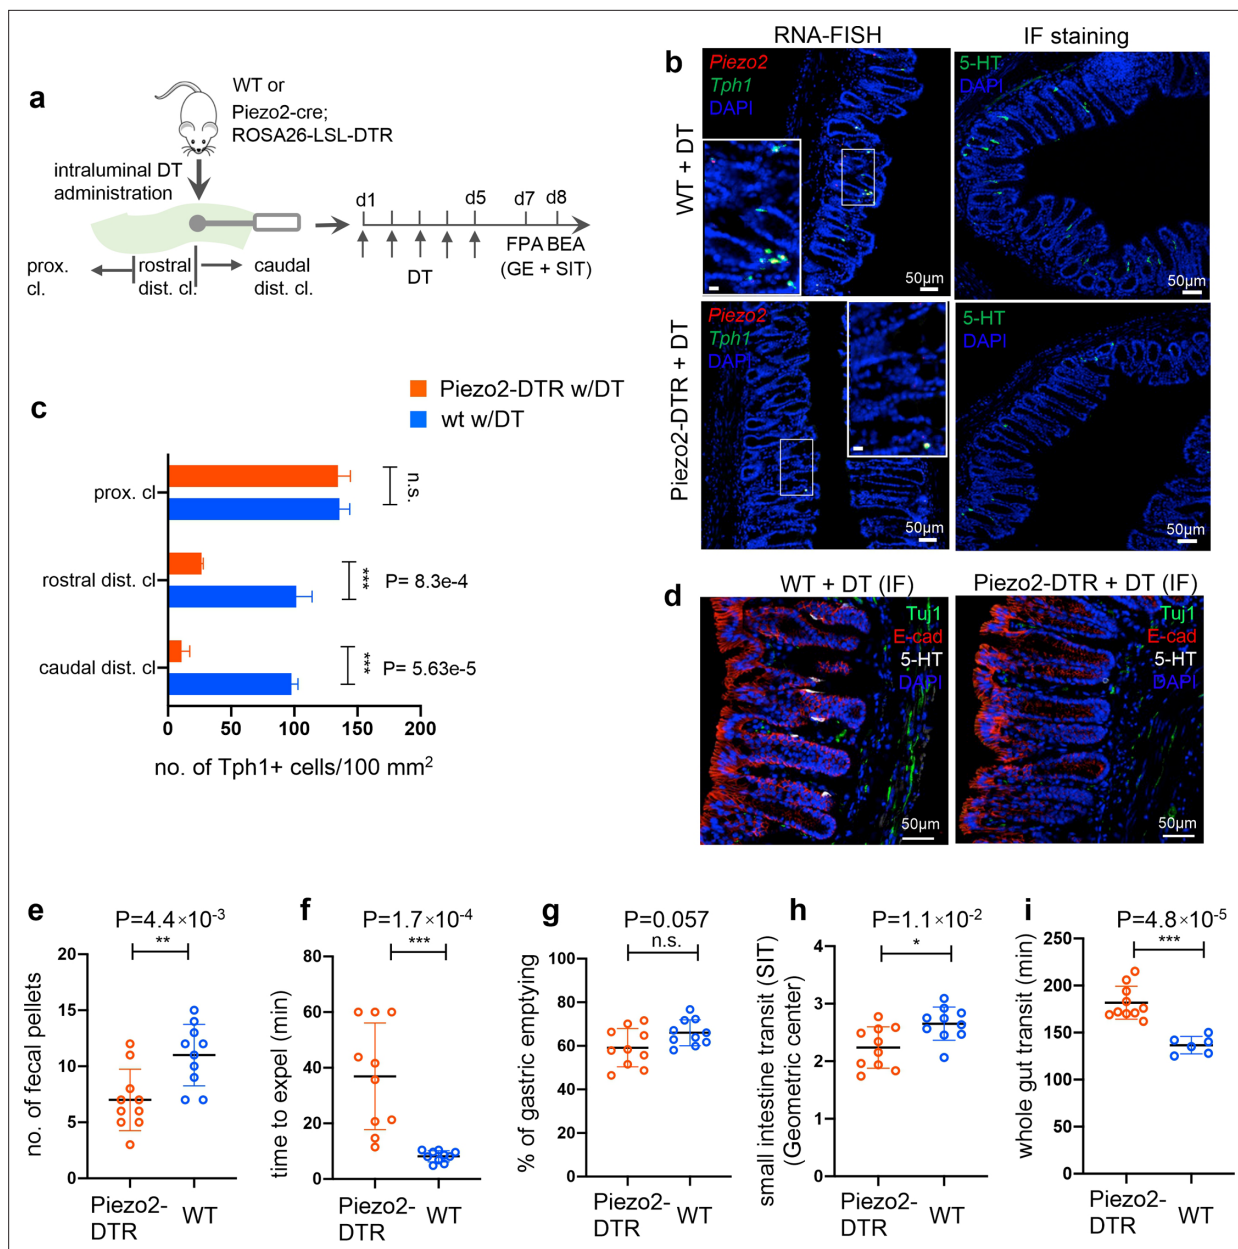 a
WT or
Piezo2-cre;
ROSA26-LSL-DTR
intraluminal DT
administration
prox.
cl.
rostral
dist. cl.
caudal
dist. cl.
d1
d5
d7
d8
DT
FPA BEA
(GE + SIT)
b
RNA-FISH
IF staining
WT + DT
Piezo2
Tph1
DAPI
50µm
5-HT
DAPI
50µm
Piezo2-DTR + DT
Piezo2
Tph1
DAPI
50µm
5-HT
DAPI
50µm
c
Piezo2-DTR w/DT
wt w/DT
prox. cl
n.s.
rostral dist. cl
***
P= 8.3e-4
caudal dist. cl
***
P= 5.63e-5
0 50 100 150 200
no. of Tph1+ cells/100 mm²
d
WT + DT (IF)
Tuj1
E-cad
5-HT
DAPI
50µm
Piezo2-DTR + DT (IF)
Tuj1
E-cad
5-HT
DAPI
50µm
e
P=4.4×10⁻³
**
no. of fecal pellets
20
15
10
5
0
Piezo2-
DTR
WT
f
P=1.7×10⁻⁴
***
time to expel (min)
80
60
40
20
0
Piezo2-
DTR
WT
g
P=0.057
n.s.
% of gastric emptying
100
80
60
40
20
0
Piezo2-
DTR
WT
h
P=1.1×10⁻²
*
small intestine transit (SIT)
(Geometric center)
4
3
2
1
0
Piezo2-
DTR
WT
i
P=4.8×10⁻⁵
***
whole gut transit (min)
250
200
150
100
50
0
Piezo2-
DTR
WT